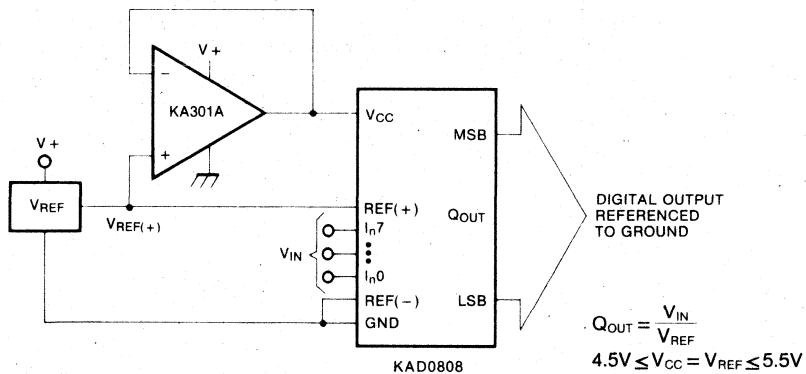 V+
−
KA301A
+
V+
VREF
VREF(+)
VCC
MSB
REF(+)
In7
QOUT
VIN
In0
REF(−)
LSB
GND
KAD0808
DIGITAL OUTPUT
REFERENCED
TO GROUND
QOUT = VIN / VREF
4.5V ≤ VCC = VREF ≤ 5.5V